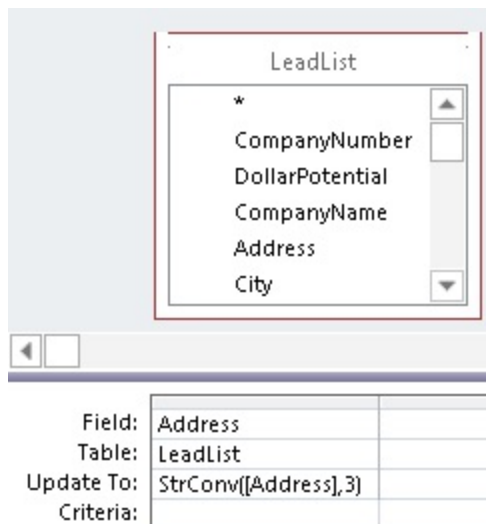 LeadList
*
CompanyNumber
DollarPotential
CompanyName
Address
City
Field: Address
Table: LeadList
Update To: StrConv([Address],3)
Criteria: